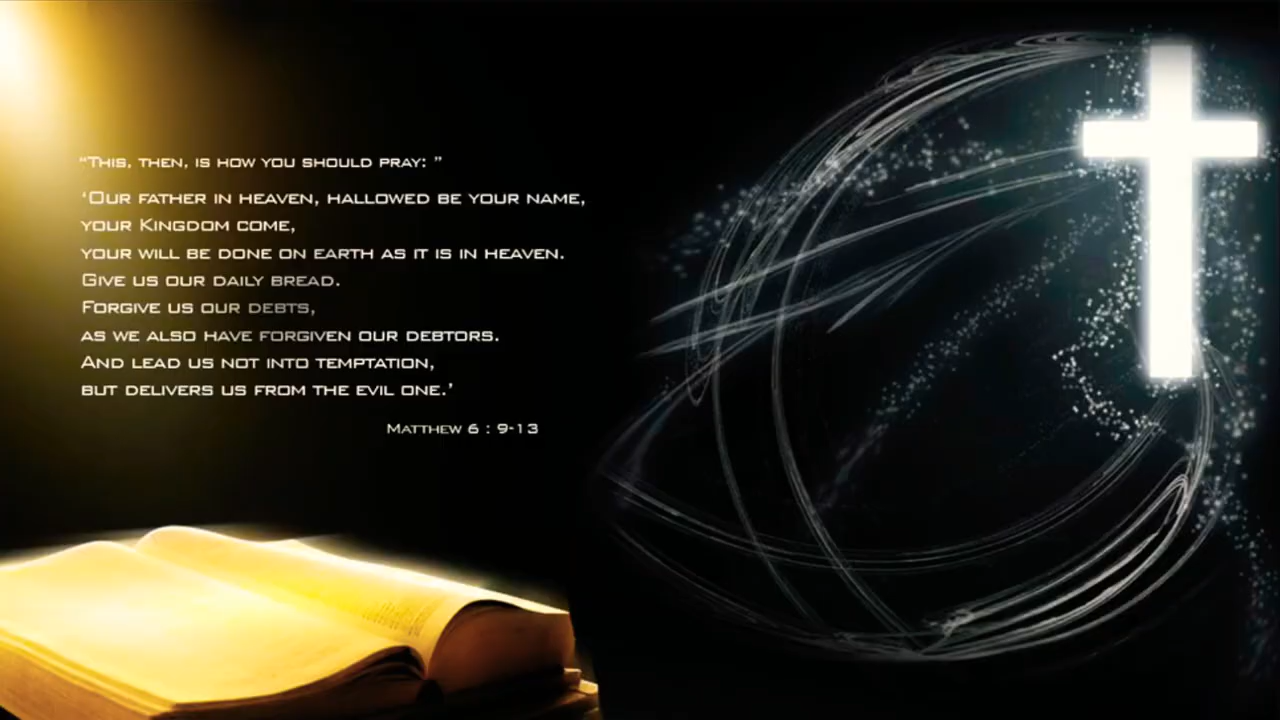 “This, then, is how you should pray: ”
‘Our father in heaven, hallowed be your name,
your Kingdom come,
your will be done on earth as it is in heaven.
Give us our daily bread.
Forgive us our debts,
as we also have forgiven our debtors.
And lead us not into temptation,
but delivers us from the evil one.’
Matthew 6 : 9-13